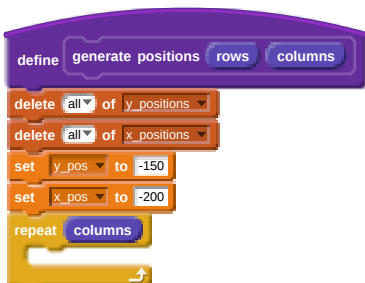 define generate positions rows columns
delete all of y_positions
delete all of x_positions
set y_pos to -150
set x_pos to -200
repeat columns